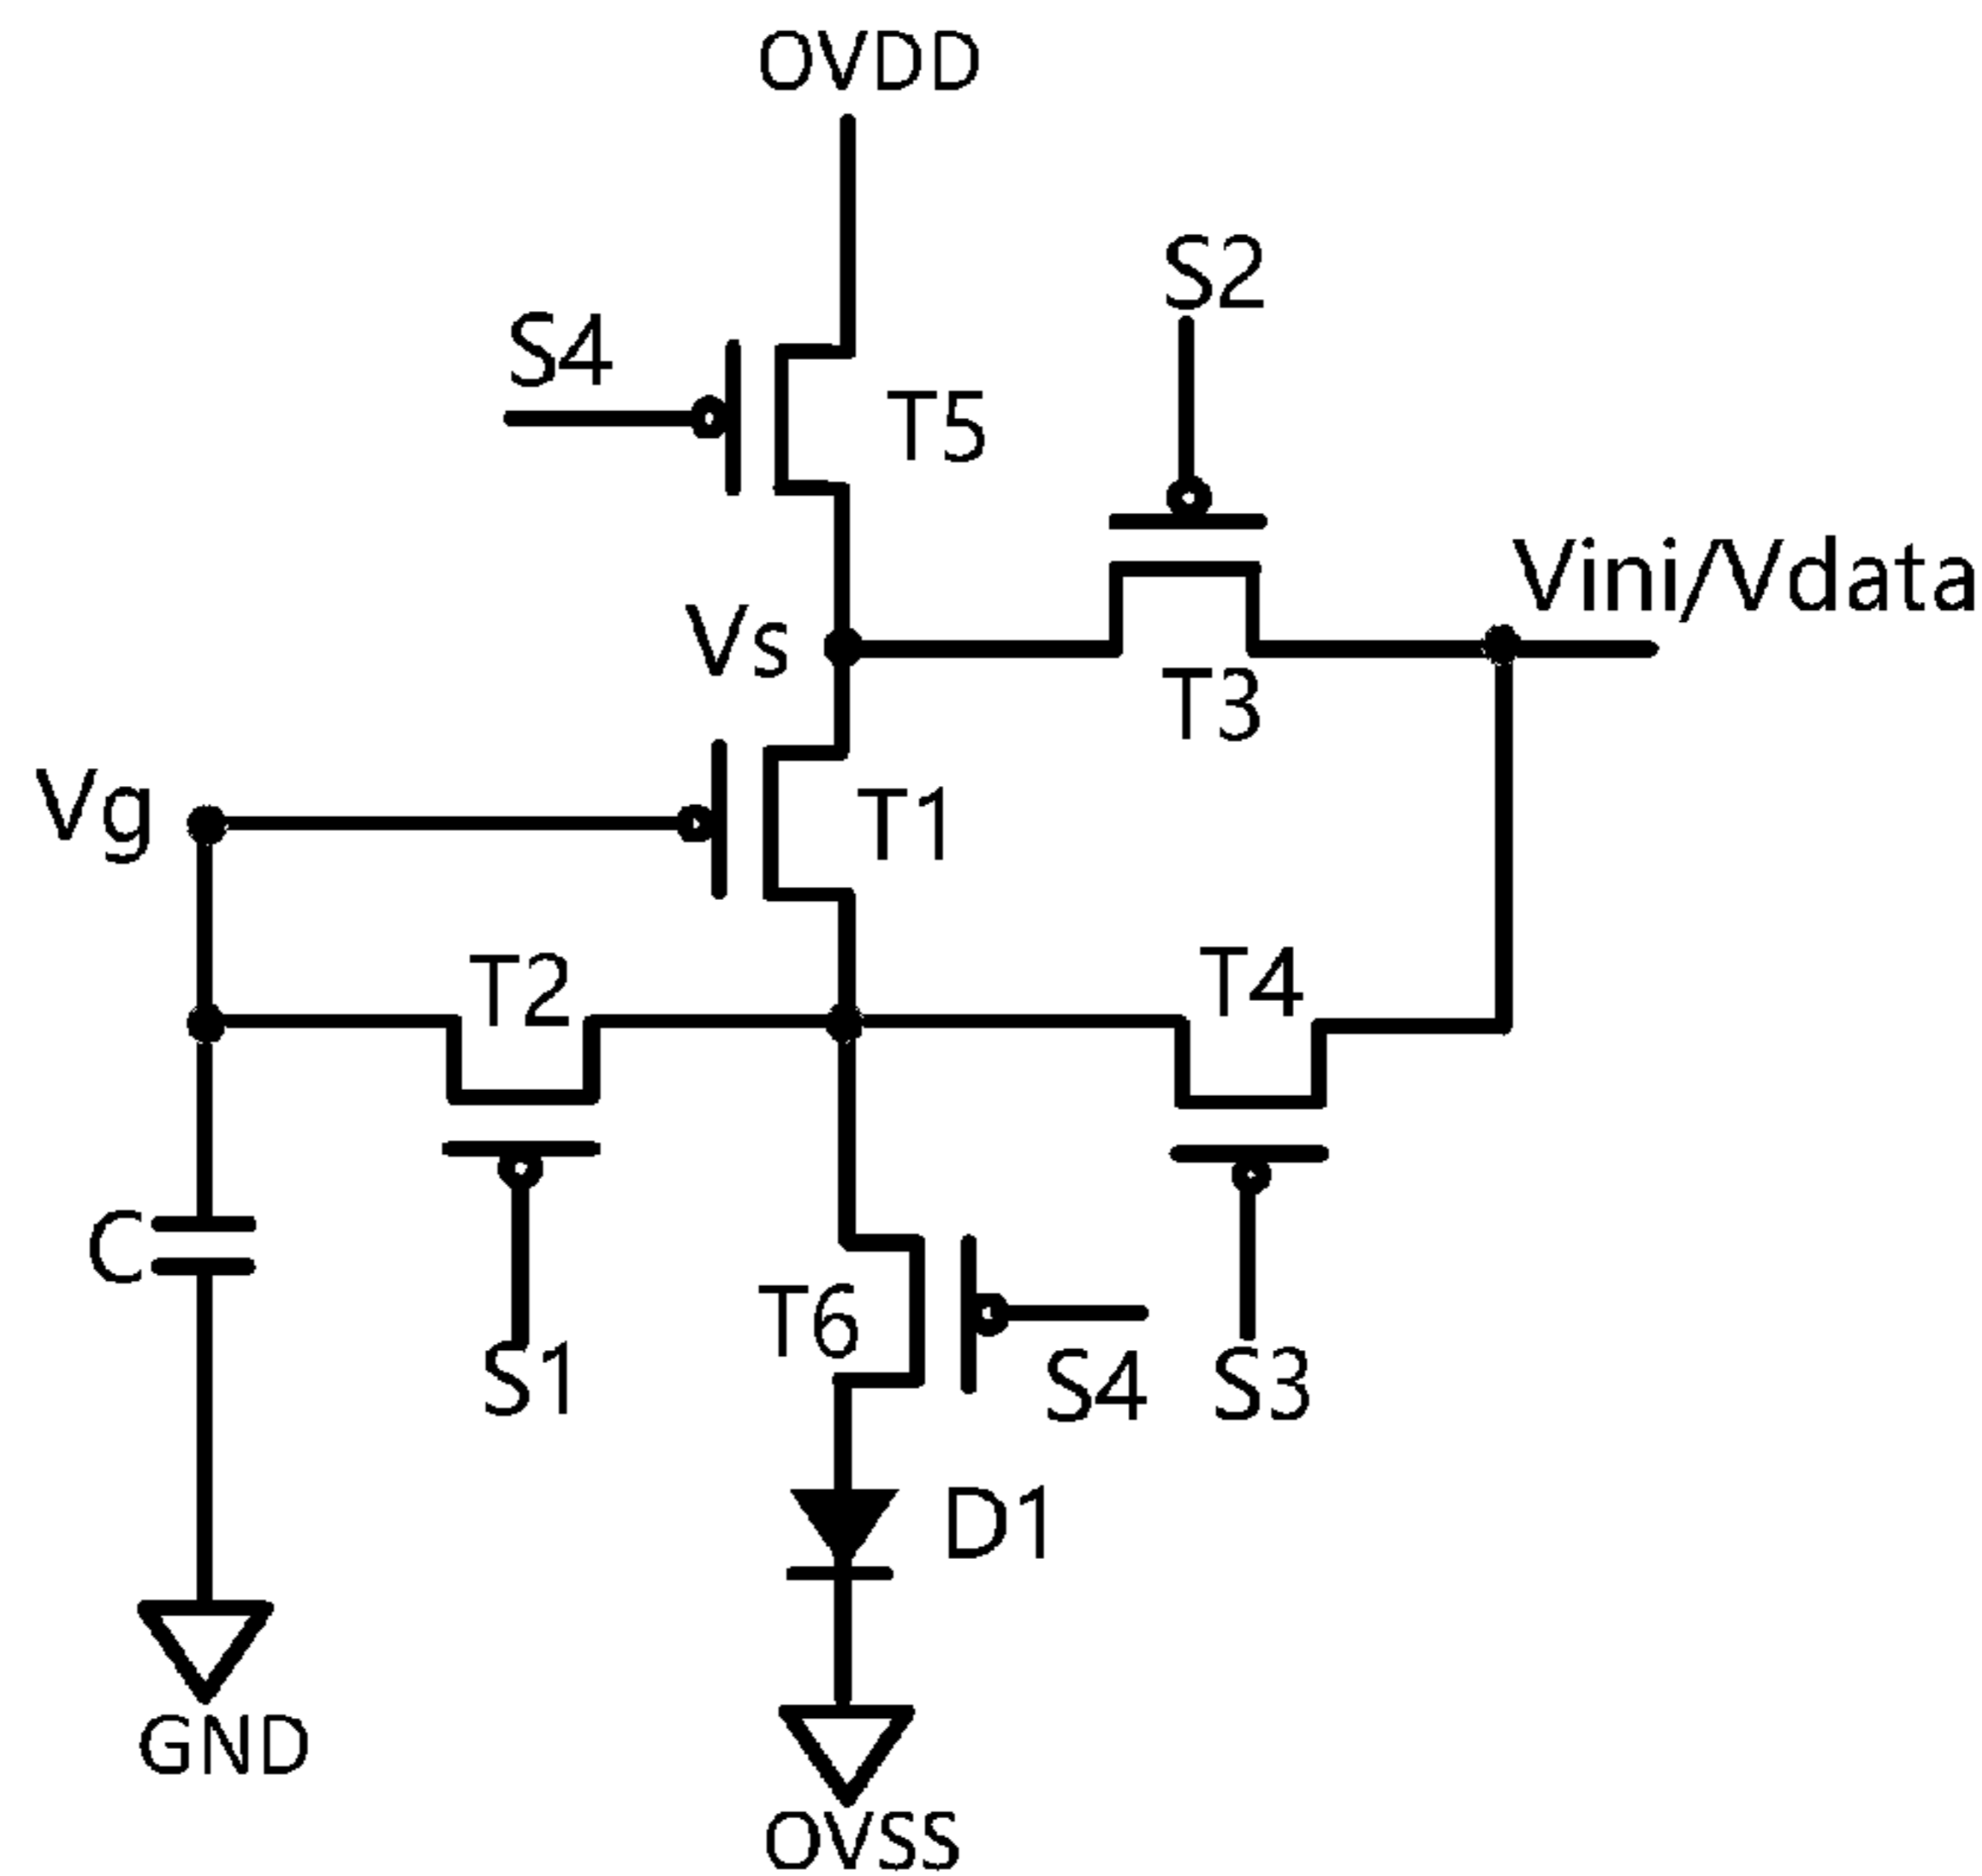 OVDD
S2
S4
T5
Vini/Vdata
Vs
T3
Vg
T1
T2
T4
C
T6
S1
S4
S3
D1
GND
OVSS